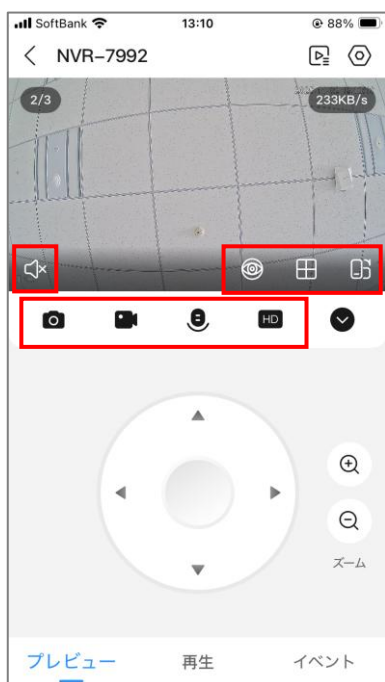 SoftBank 13:10 88%
NVR-7992
2/3 233KB/s
HD
ズーム
プレビュー 再生 イベント